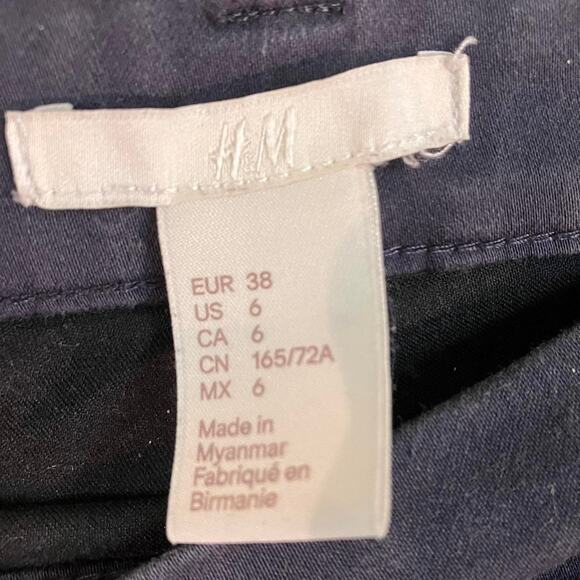 H&M
EUR 38
US 6
CA 6
CN 165/72A
MX 6
Made in
Myanmar
Fabriqué en
Birmanie